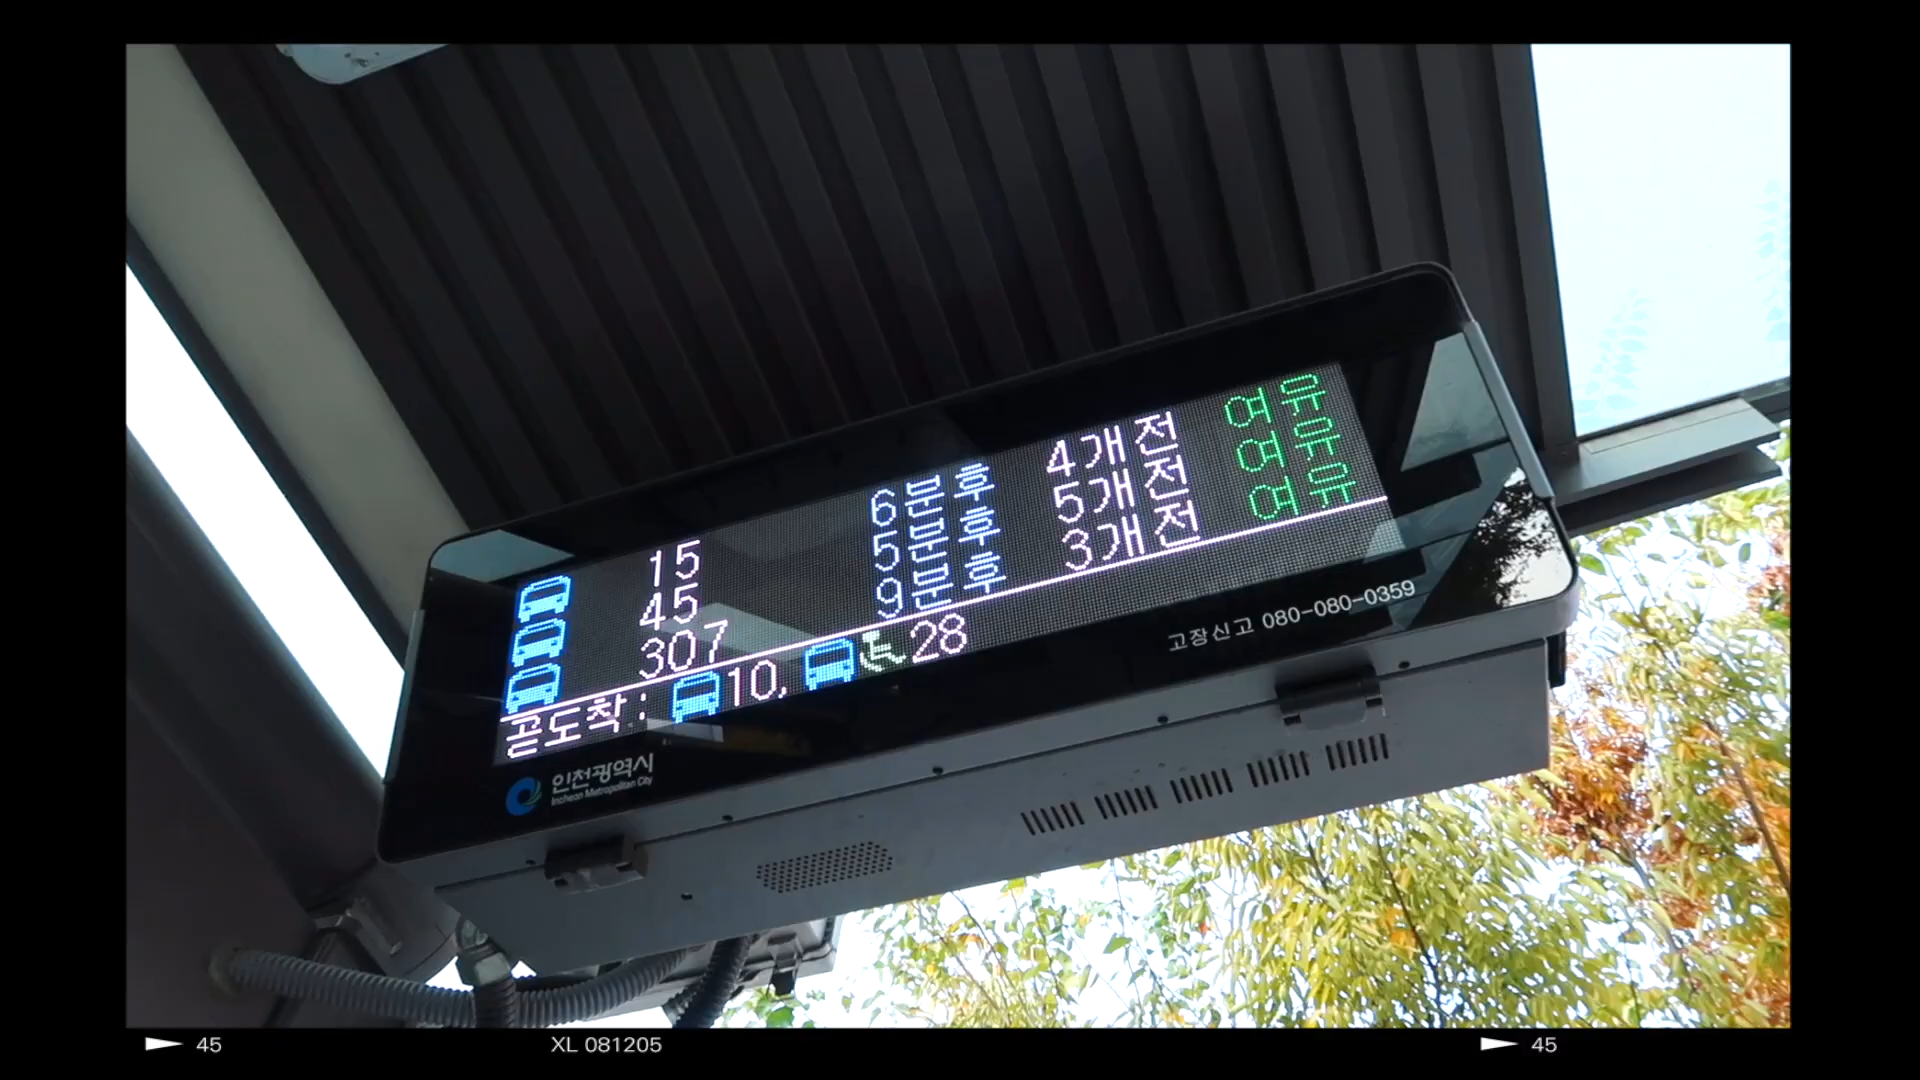 15 6분후 4개전 여유
45 5분후 5개전 여유
307 9분후 3개전 여유
곧도착: 10, 28
고장신고 080-080-0359
인천광역시
Incheon Metropolitan City
45 XL 081205 45